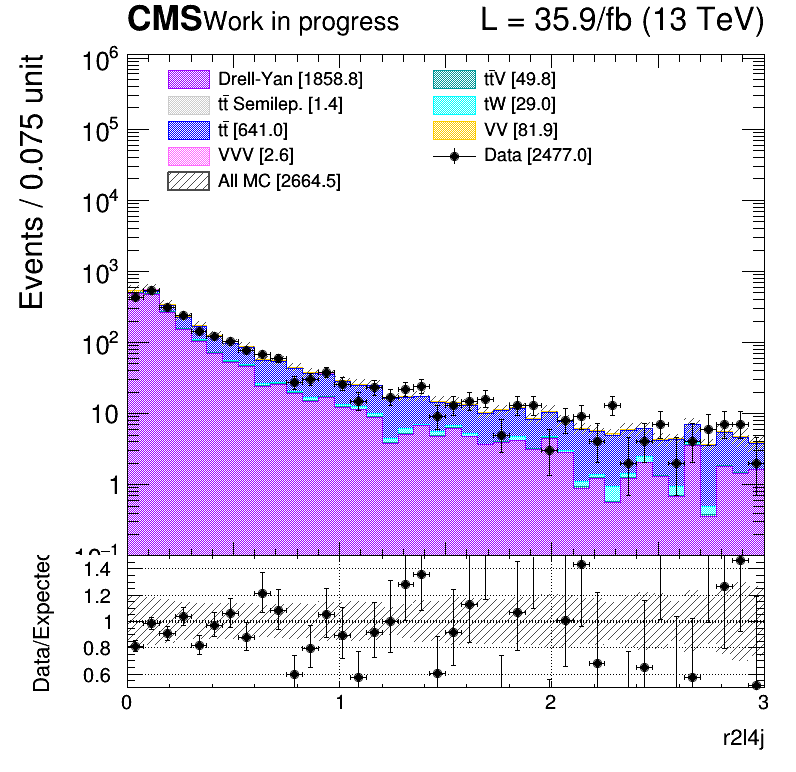 CMS Work in progress L = 35.9/fb (13 TeV)
Events / 0.075 unit
10⁶
10⁵
10⁴
10³
10²
10
1
10⁻¹
Drell-Yan [1858.8]
tt̄ Semilep. [1.4]
tt̄ [641.0]
VVV [2.6]
All MC [2664.5]
tt̄V [49.8]
tW [29.0]
VV [81.9]
Data [2477.0]
Data/Expected
1.4
1.2
1
0.8
0.6
0 1 2 3
r2l4j